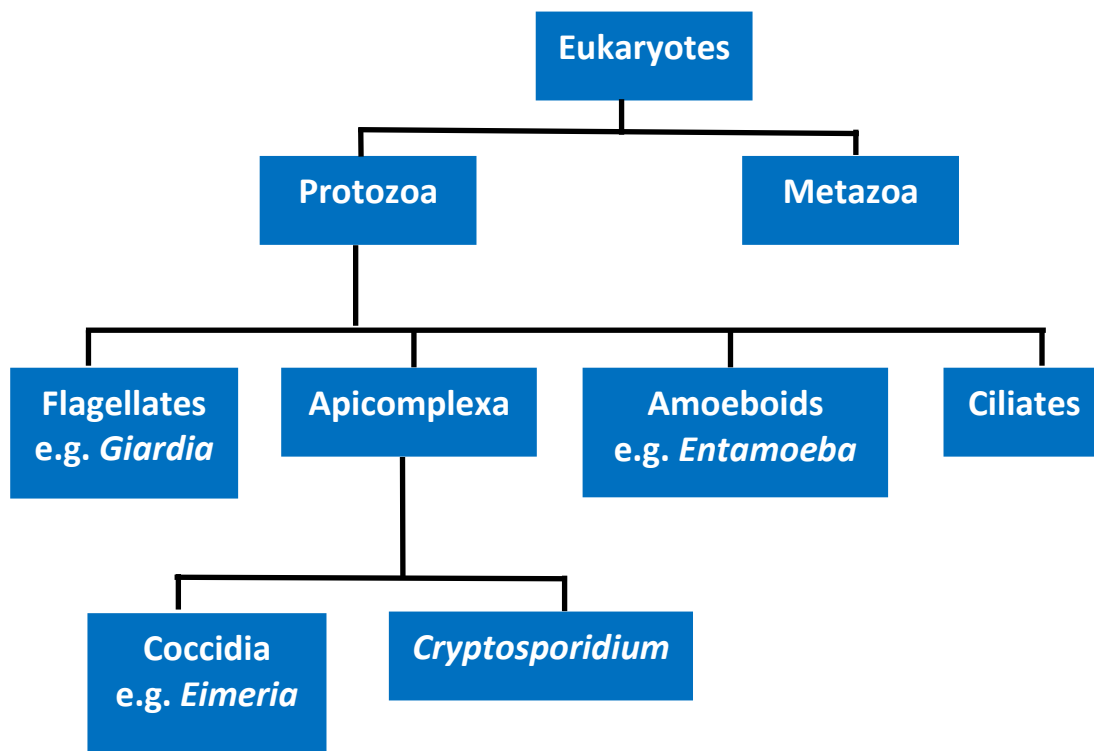 Eukaryotes
Protozoa
Metazoa
Flagellates
e.g. Giardia
Apicomplexa
Amoeboids
e.g. Entamoeba
Ciliates
Coccidia
e.g. Eimeria
Cryptosporidium